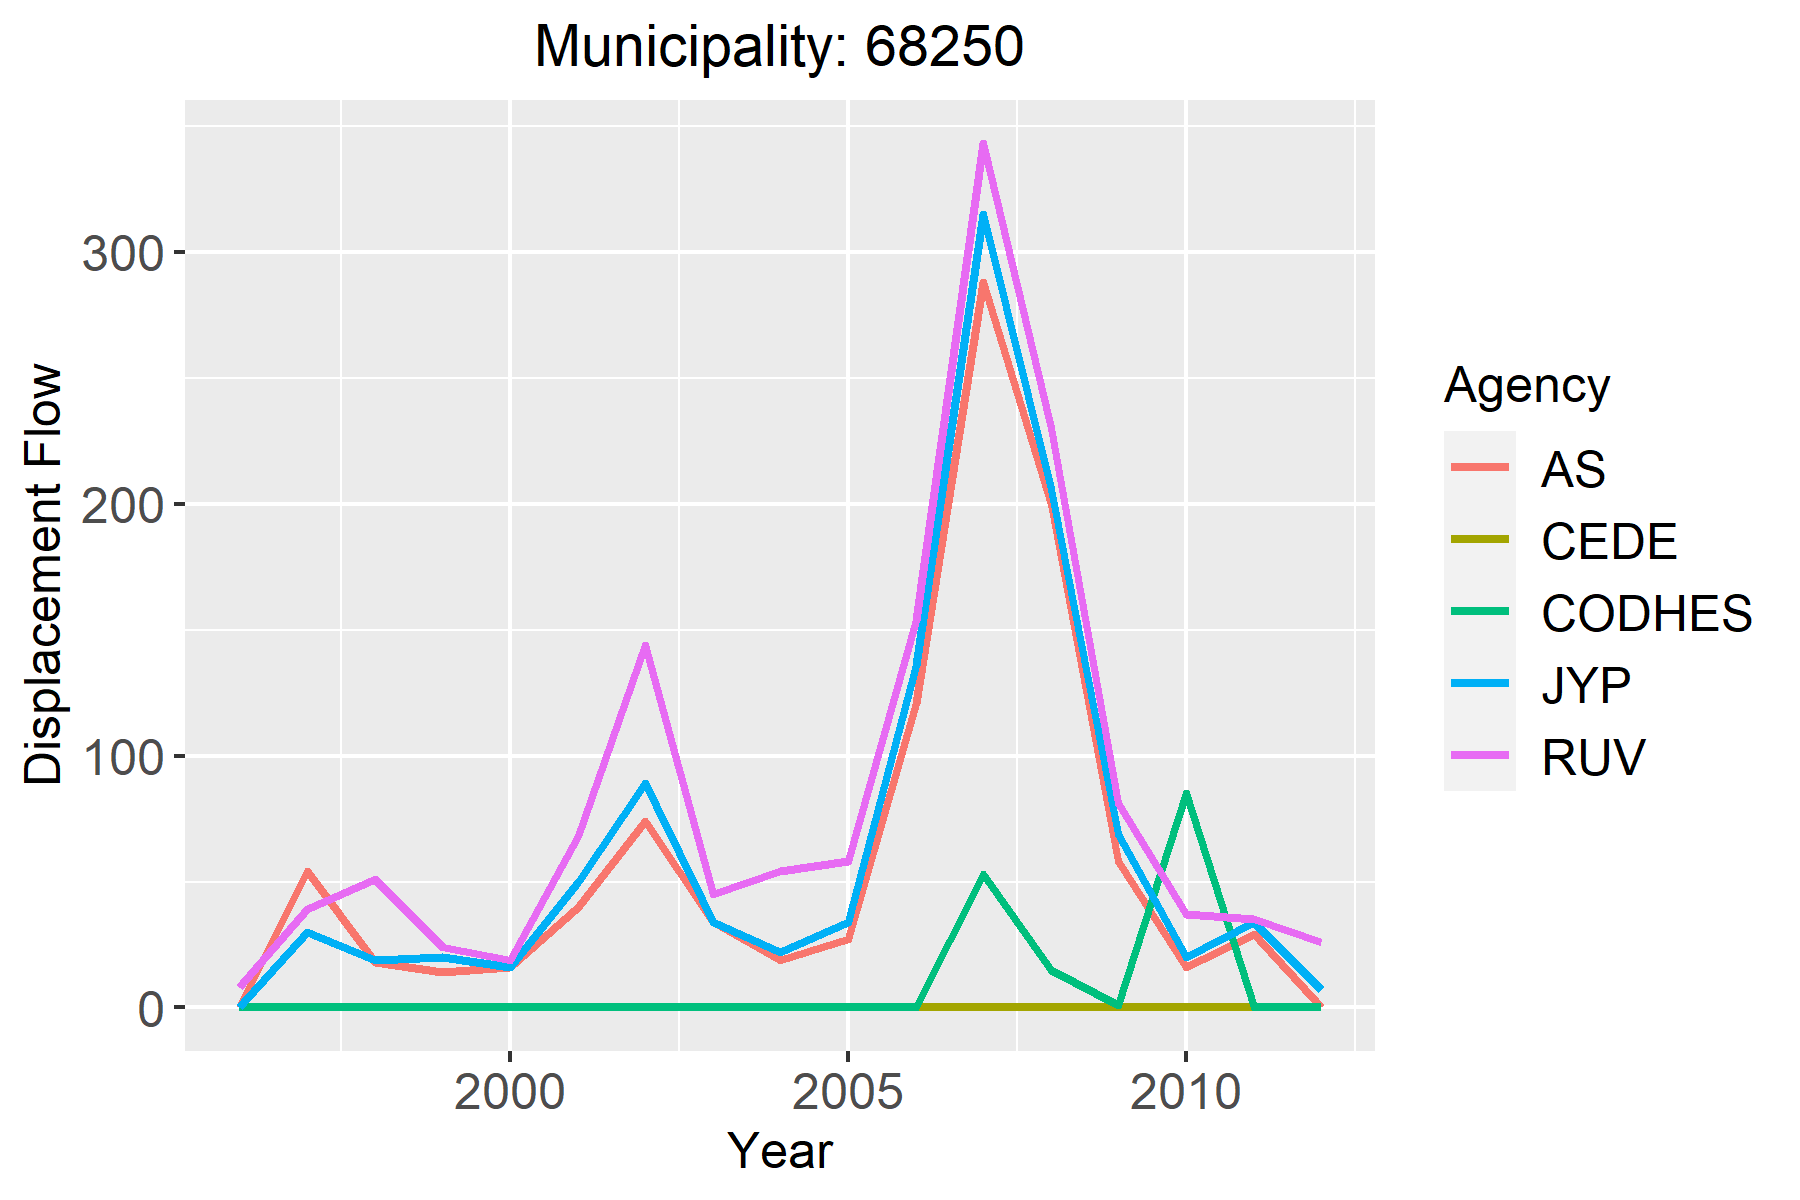 Municipality: 68250
Displacement Flow
300
200
100
0
2000 2005 2010
Year
Agency
AS
CEDE
CODHES
JYP
RUV